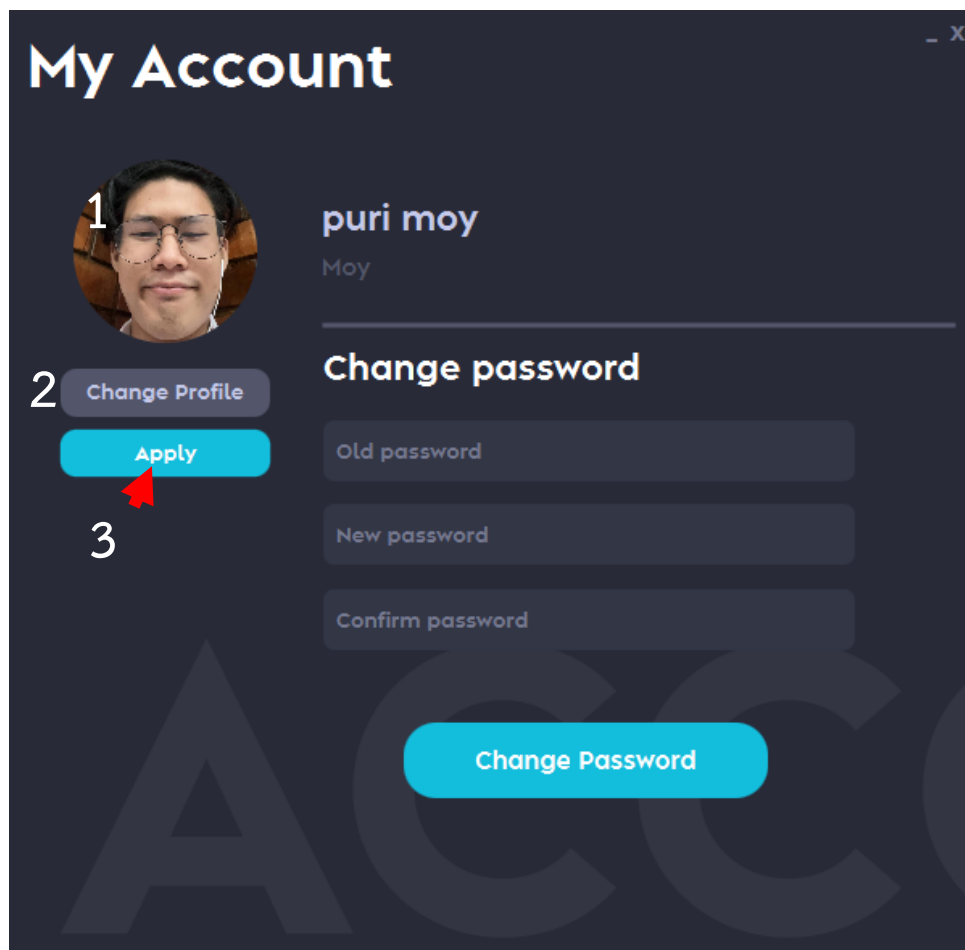 _ X
My Account
1
puri moy
Moy
2
Change Profile
Apply
3
Change password
Old password
New password
Confirm password
Change Password
ACCO